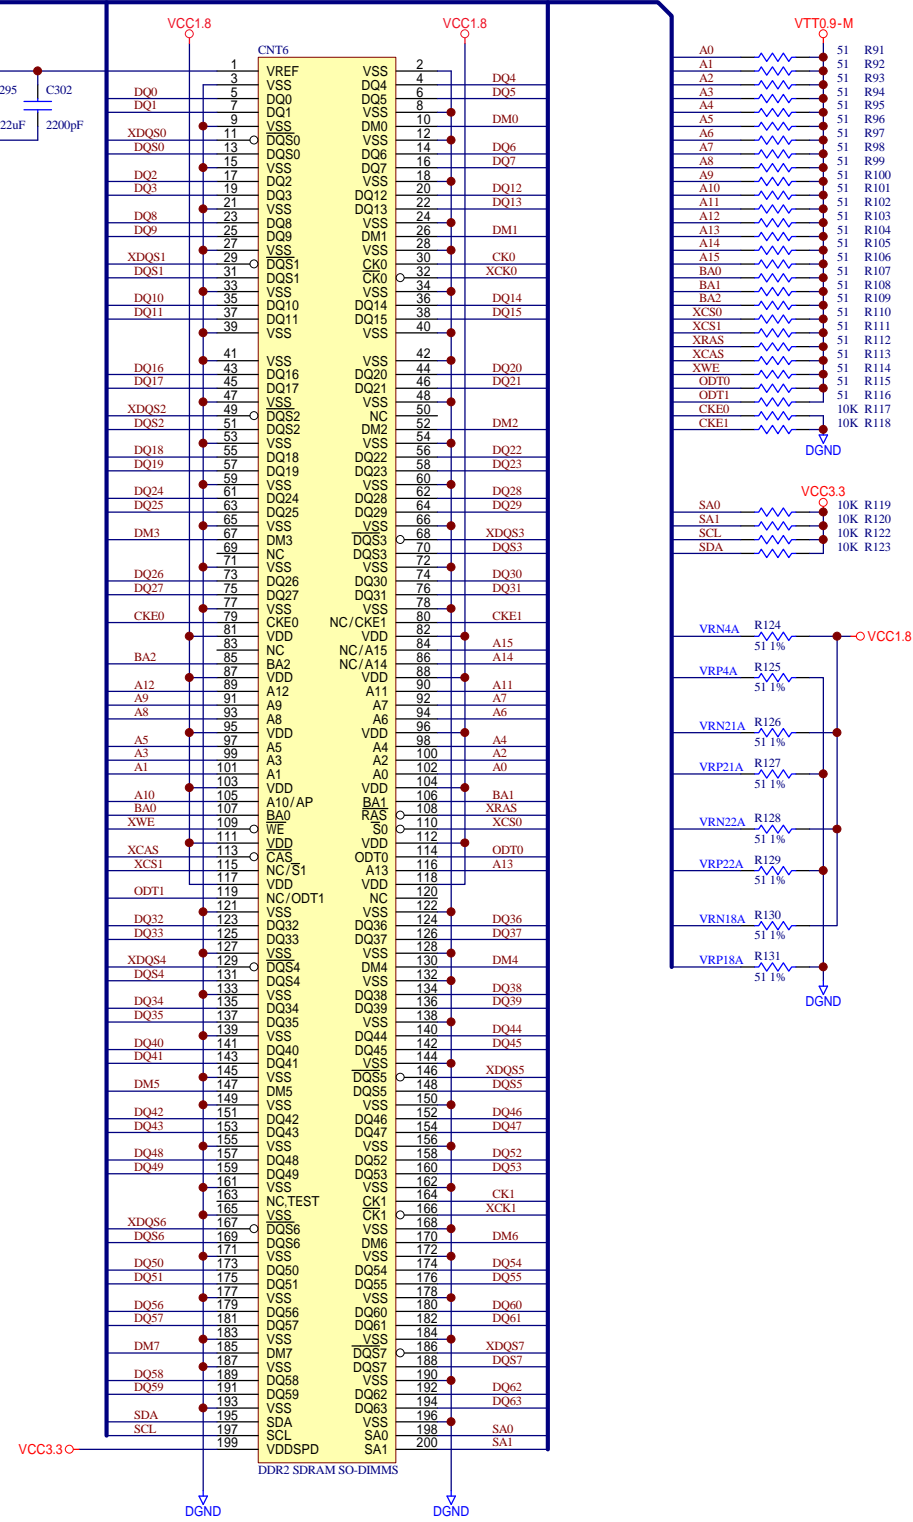 VCC1.8 VCC1.8
CNT6
295 C302
22uF 2200pF
1 VREF VSS 2
3 VSS DQ4 4 DQ4
DQ0 5 DQ0 DQ5 6 DQ5
DQ1 7 DQ1 VSS 8
9 VSS DM0 10 DM0
XDQS0 11 DQS0 VSS 12
DQS0 13 DQS0 DQ6 14 DQ6
15 VSS DQ7 16 DQ7
DQ2 17 DQ2 VSS 18
DQ3 19 DQ3 DQ12 20 DQ12
21 VSS DQ13 22 DQ13
DQ8 23 DQ8 VSS 24
DQ9 25 DQ9 DM1 26 DM1
27 VSS VSS 28
XDQS1 29 DQS1 CK0 30 CK0
DQS1 31 DQS1 CK0 32 XCK0
33 VSS VSS 34
DQ10 35 DQ10 DQ14 36 DQ14
DQ11 37 DQ11 DQ15 38 DQ15
39 VSS VSS 40
41 VSS VSS 42
DQ16 43 DQ16 DQ20 44 DQ20
DQ17 45 DQ17 DQ21 46 DQ21
47 VSS VSS 48
XDQS2 49 DQS2 NC 50
DQS2 51 DQS2 DM2 52 DM2
53 VSS VSS 54
DQ18 55 DQ18 DQ22 56 DQ22
DQ19 57 DQ19 DQ23 58 DQ23
59 VSS VSS 60
DQ24 61 DQ24 DQ28 62 DQ28
DQ25 63 DQ25 DQ29 64 DQ29
65 VSS VSS 66
DM3 67 DM3 DQS3 68 XDQS3
69 NC DQS3 70 DQS3
71 VSS VSS 72
DQ26 73 DQ26 DQ30 74 DQ30
DQ27 75 DQ27 DQ31 76 DQ31
77 VSS VSS 78
CKE0 79 CKE0 NC/CKE1 80 CKE1
81 VDD VDD 82
83 NC NC/A15 84 A15
BA2 85 BA2 NC/A14 86 A14
87 VDD VDD 88
A12 89 A12 A11 90 A11
A9 91 A9 A7 92 A7
A8 93 A8 A6 94 A6
95 VDD VDD 96
A5 97 A5 A4 98 A4
A3 99 A3 A2 100 A2
A1 101 A1 A0 102 A0
103 VDD VDD 104
A10 105 A10/AP BA1 106 BA1
BA0 107 BA0 RAS 108 XRAS
XWE 109 WE S0 110 XCS0
111 VDD VDD 112
XCAS 113 CAS ODT0 114 ODT0
XCS1 115 NC/S1 A13 116 A13
117 VDD VDD 118
ODT1 119 NC/ODT1 NC 120
121 VSS VSS 122
DQ32 123 DQ32 DQ36 124 DQ36
DQ33 125 DQ33 DQ37 126 DQ37
127 VSS VSS 128
XDQS4 129 DQS4 DM4 130 DM4
DQS4 131 DQS4 VSS 132
133 VSS DQ38 134 DQ38
DQ34 135 DQ34 DQ39 136 DQ39
DQ35 137 DQ35 VSS 138
139 VSS DQ44 140 DQ44
DQ40 141 DQ40 DQ45 142 DQ45
DQ41 143 DQ41 VSS 144
145 VSS DQS5 146 XDQS5
DM5 147 DM5 DQS5 148 DQS5
149 VSS VSS 150
DQ42 151 DQ42 DQ46 152 DQ46
DQ43 153 DQ43 DQ47 154 DQ47
155 VSS VSS 156
DQ48 157 DQ48 DQ52 158 DQ52
DQ49 159 DQ49 DQ53 160 DQ53
161 VSS VSS 162
163 NC,TEST CK1 164 CK1
165 VSS CK1 166 XCK1
XDQS6 167 DQS6 VSS 168
DQS6 169 DQS6 DM6 170 DM6
171 VSS VSS 172
DQ50 173 DQ50 DQ54 174 DQ54
DQ51 175 DQ51 DQ55 176 DQ55
177 VSS VSS 178
DQ56 179 DQ56 DQ60 180 DQ60
DQ57 181 DQ57 DQ61 182 DQ61
183 VSS VSS 184
DM7 185 DM7 DQS7 186 XDQS7
187 VSS DQS7 188 DQS7
DQ58 189 DQ58 VSS 190
DQ59 191 DQ59 DQ62 192 DQ62
193 VSS DQ63 194 DQ63
SDA 195 SDA VSS 196
SCL 197 SCL SA0 198 SA0
VCC3.3 199 VDDSPD SA1 200 SA1
DDR2 SDRAM SO-DIMMS
DGND DGND
VTT0.9-M
A0 51 R91
A1 51 R92
A2 51 R93
A3 51 R94
A4 51 R95
A5 51 R96
A6 51 R97
A7 51 R98
A8 51 R99
A9 51 R100
A10 51 R101
A11 51 R102
A12 51 R103
A13 51 R104
A14 51 R105
A15 51 R106
BA0 51 R107
BA1 51 R108
BA2 51 R109
XCS0 51 R110
XCS1 51 R111
XRAS 51 R112
XCAS 51 R113
XWE 51 R114
ODT0 51 R115
ODT1 51 R116
CKE0 10K R117
CKE1 10K R118
DGND
VCC3.3
SA0 10K R119
SA1 10K R120
SCL 10K R122
SDA 10K R123
VRN4A R124 VCC1.8
51 1%
VRP4A R125
51 1%
VRN21A R126
51 1%
VRP21A R127
51 1%
VRN22A R128
51 1%
VRP22A R129
51 1%
VRN18A R130
51 1%
VRP18A R131
51 1%
DGND